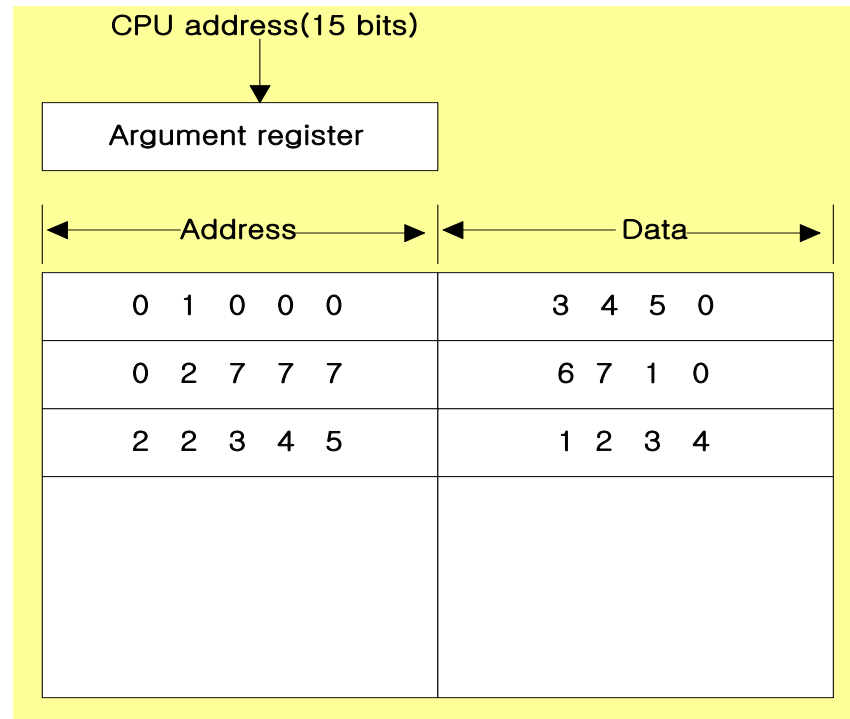 CPU address(15 bits)
Argument register
Address Data
0 1 0 0 0 3 4 5 0
0 2 7 7 7 6 7 1 0
2 2 3 4 5 1 2 3 4